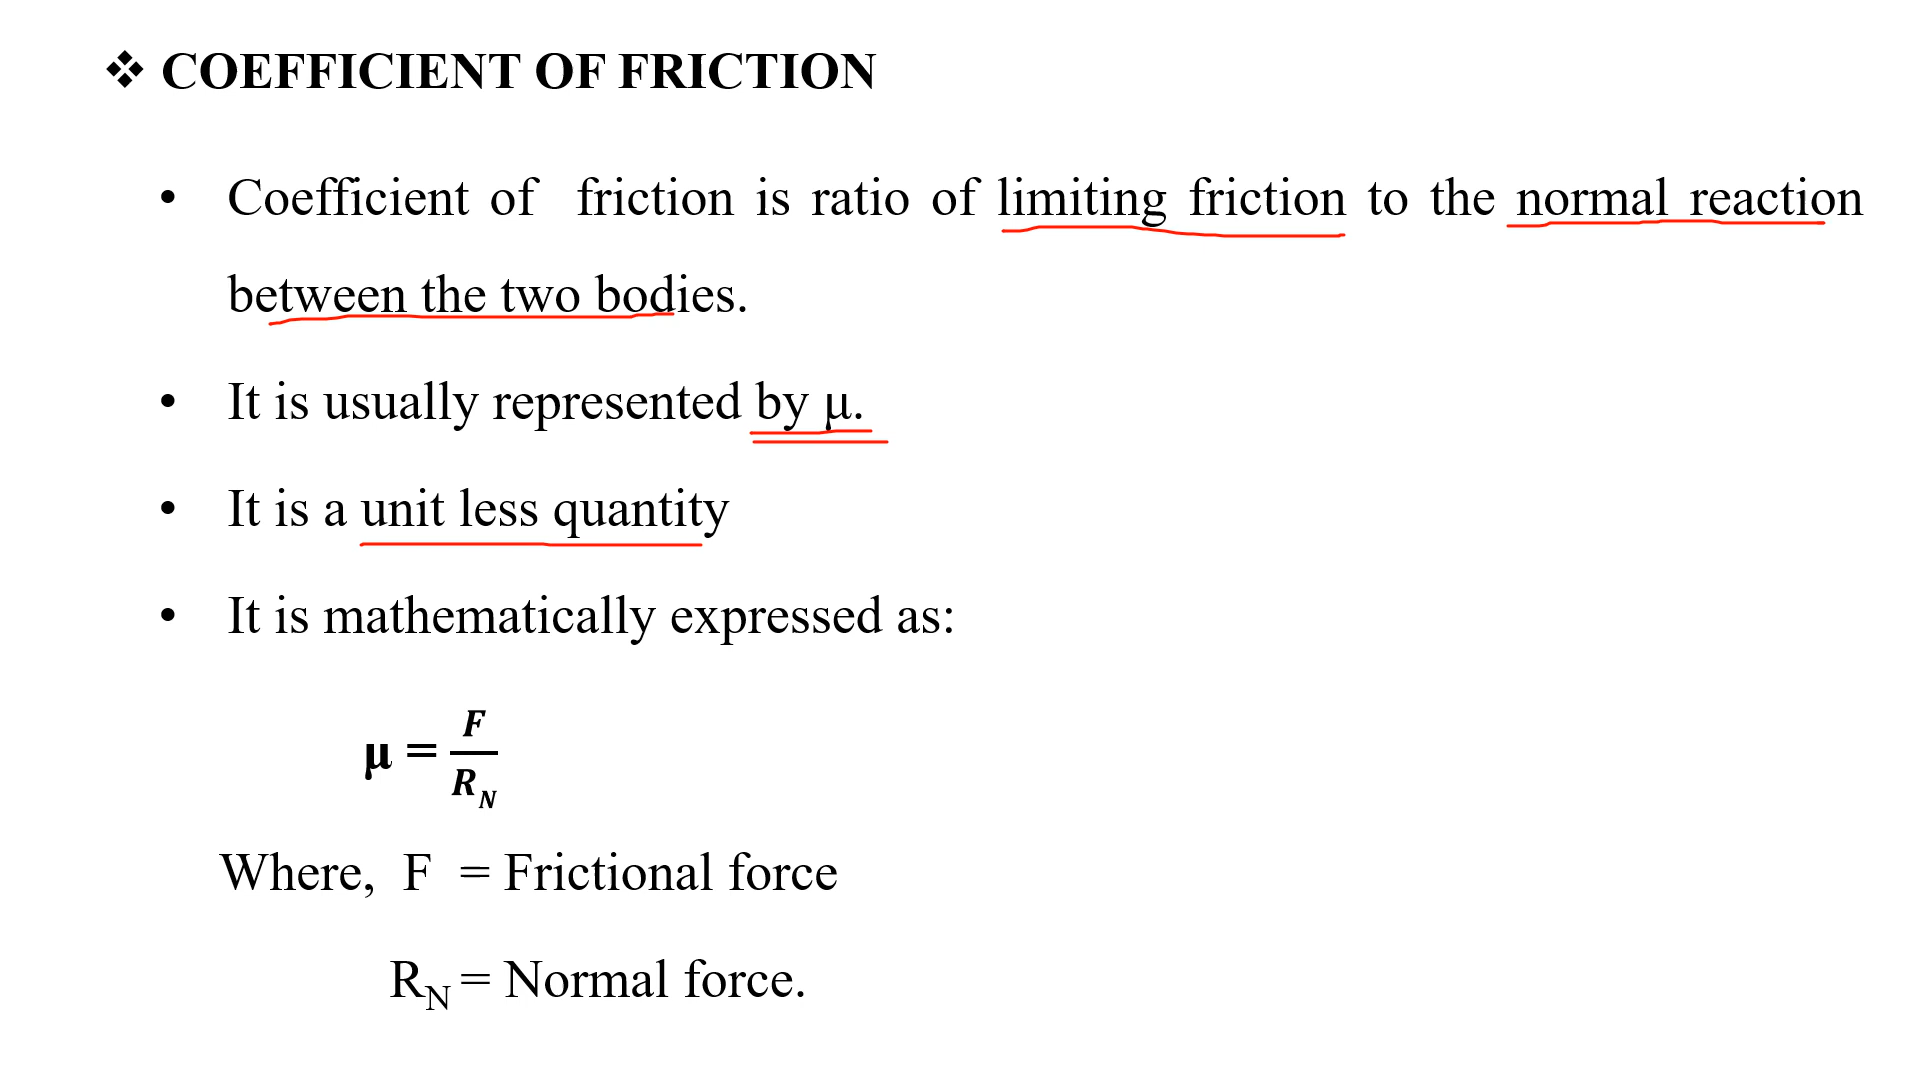 ❖ COEFFICIENT OF FRICTION
• Coefficient of friction is ratio of limiting friction to the normal reaction
between the two bodies.
• It is usually represented by μ.
• It is a unit less quantity
• It is mathematically expressed as:
μ = F/R_N
Where, F = Frictional force
R_N = Normal force.